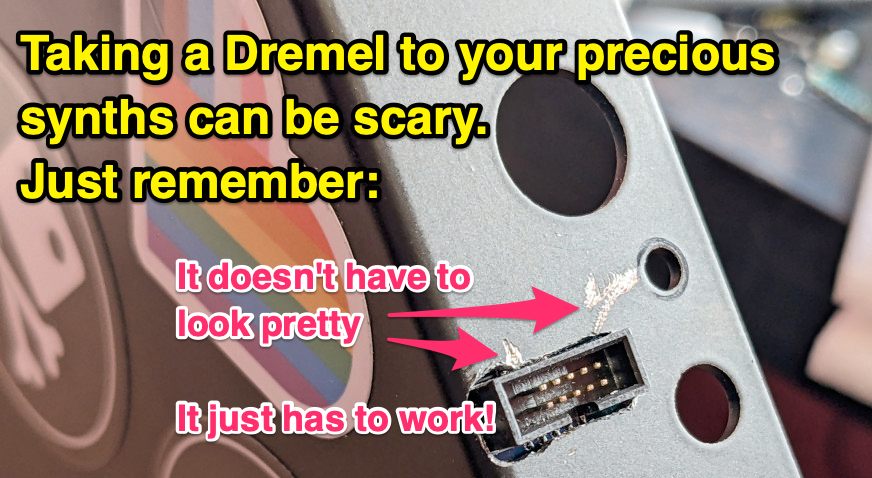 Taking a Dremel to your precious
synths can be scary.
Just remember:
It doesn't have to
look pretty
It just has to work!